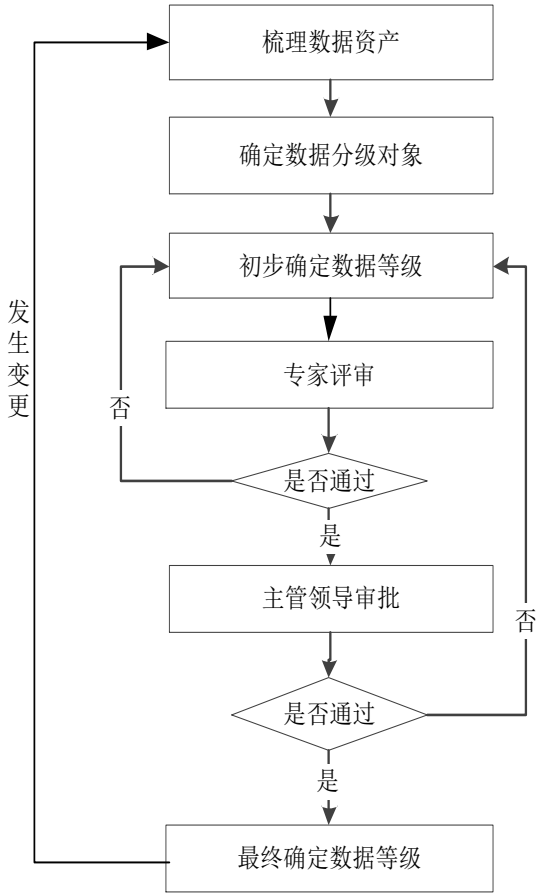 梳理数据资产
确定数据分级对象
初步确定数据等级
发生变更
否
专家评审
是否通过
是
主管领导审批
否
是否通过
是
最终确定数据等级